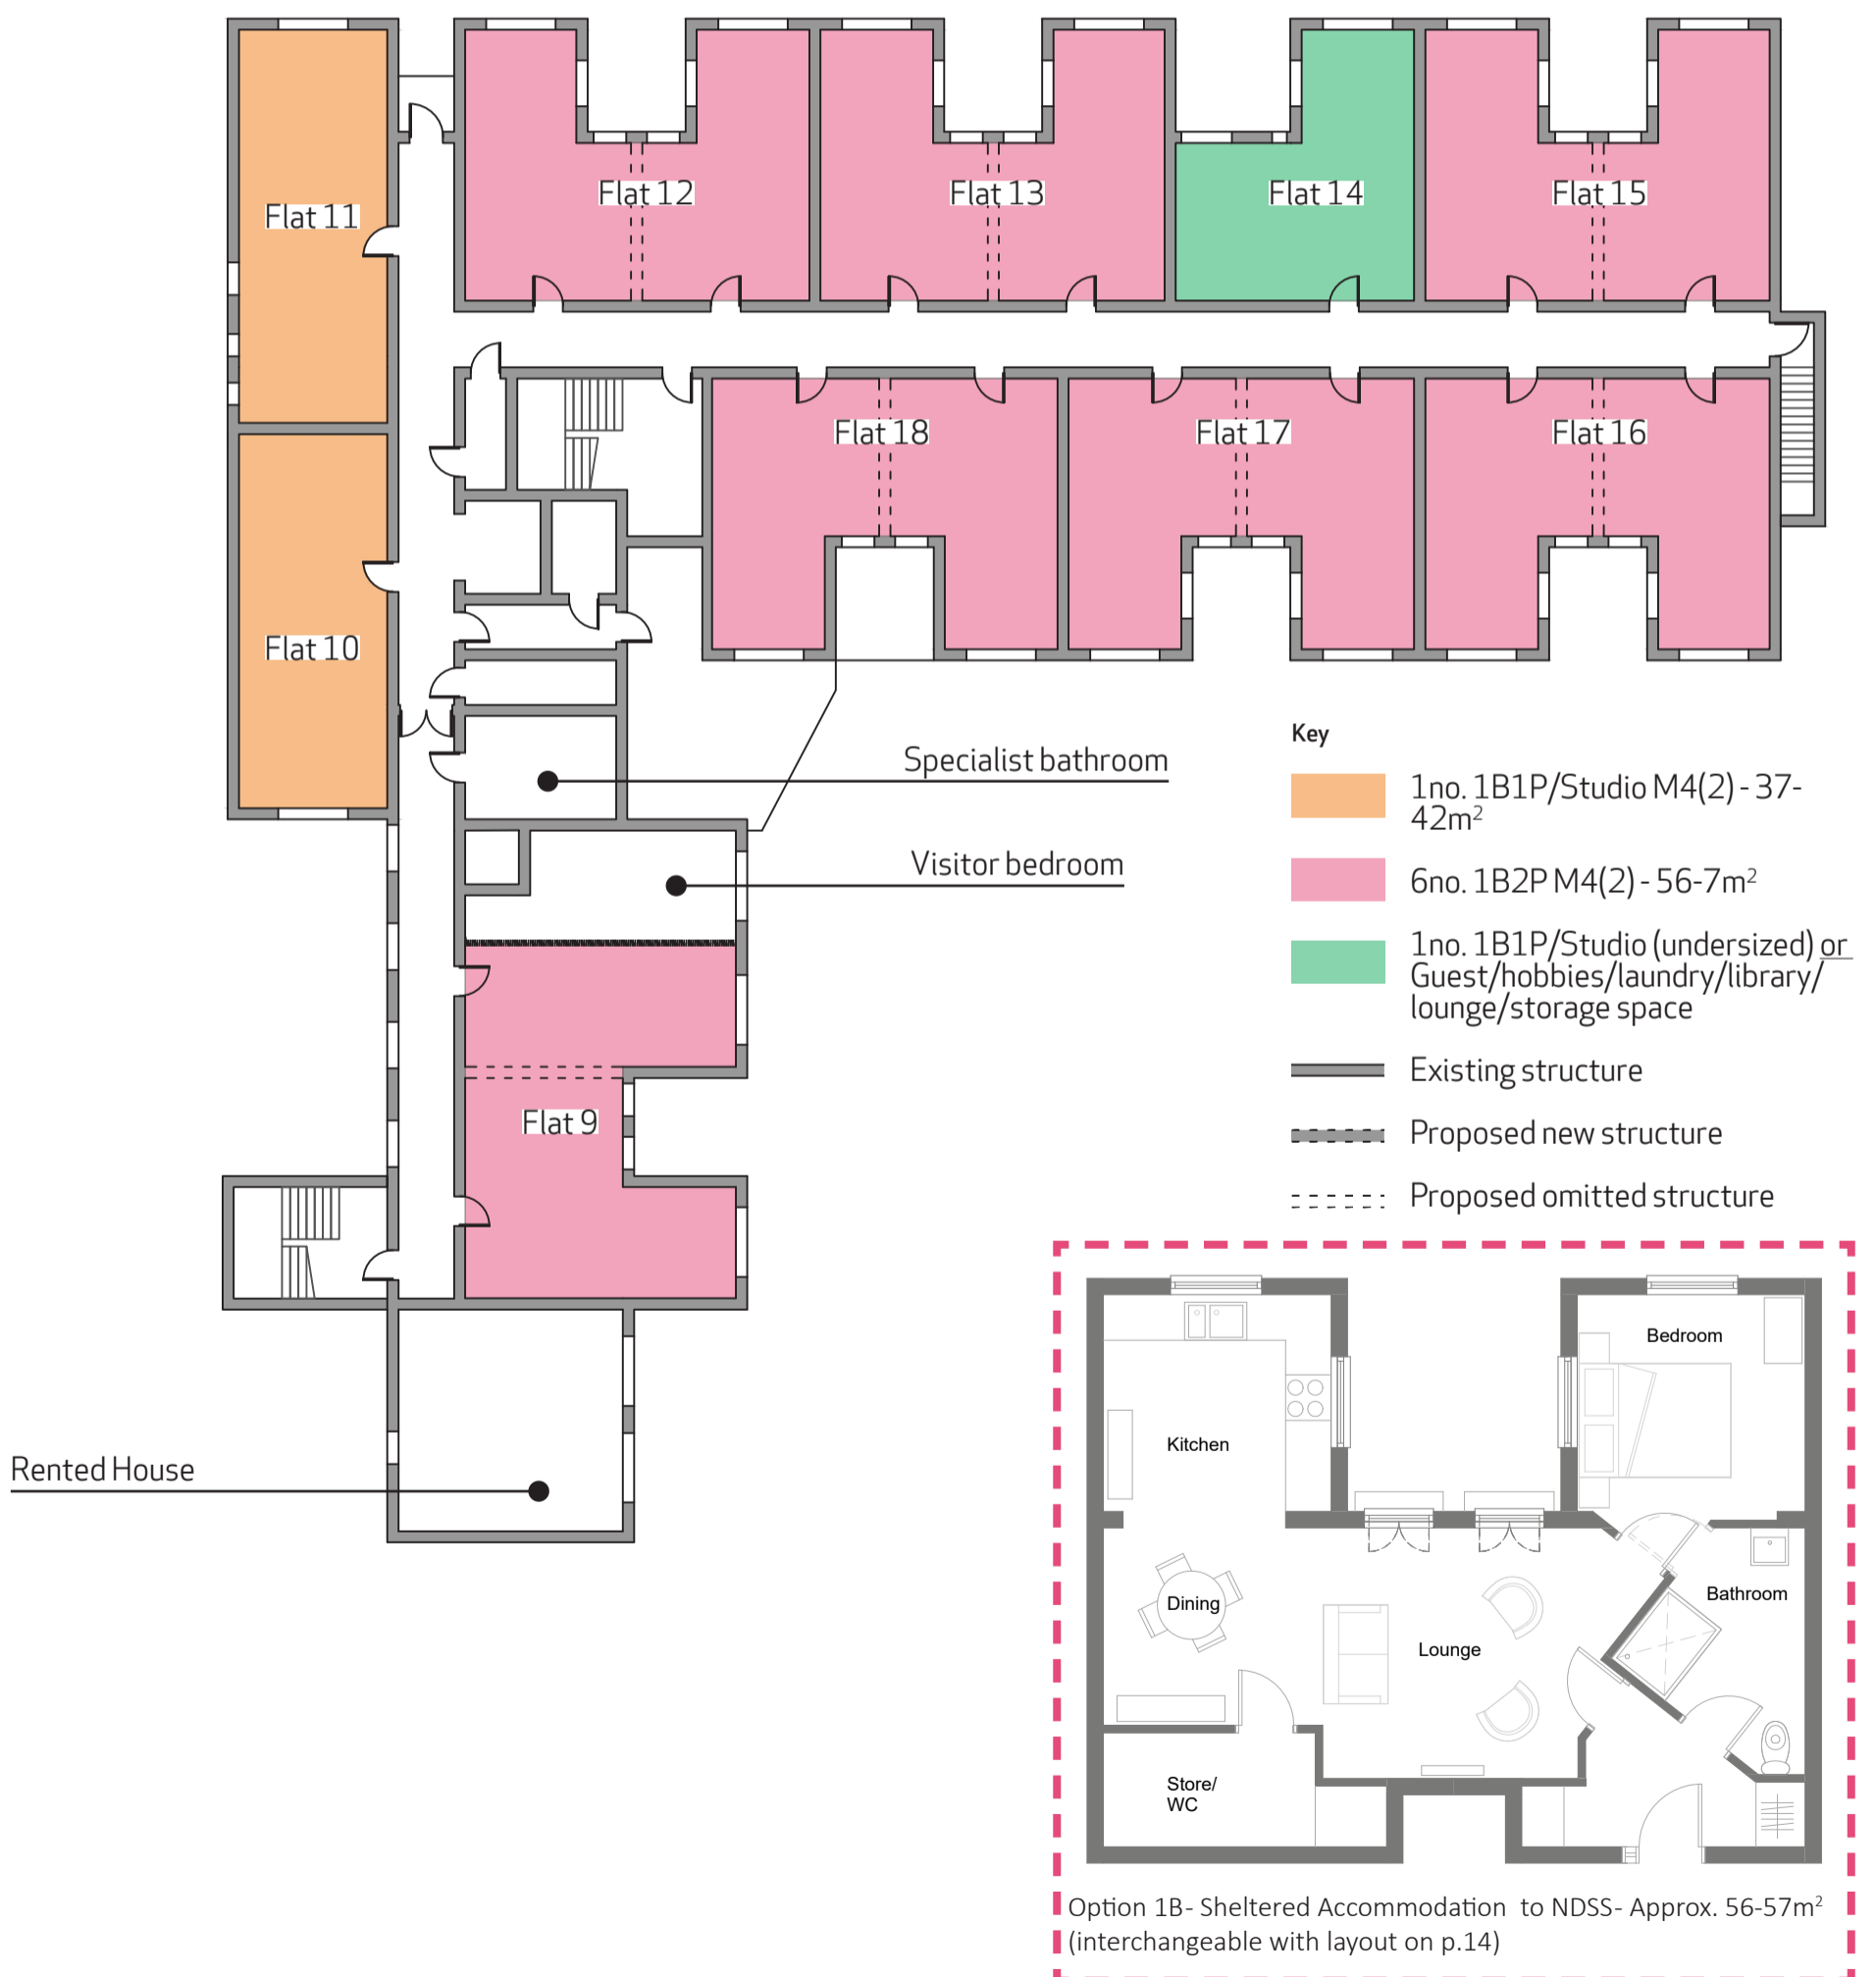 Flat 11
Flat 12
Flat 13
Flat 14
Flat 15
Flat 10
Flat 18
Flat 17
Flat 16
Specialist bathroom
Visitor bedroom
Flat 9
Rented House
Key
1no. 1B1P/Studio M4(2) - 37-
42m²
6no. 1B2P M4(2) - 56-7m²
1no. 1B1P/Studio (undersized) or
Guest/hobbies/laundry/library/
lounge/storage space
Existing structure
Proposed new structure
Proposed omitted structure
Bedroom
Kitchen
Dining
Bathroom
Lounge
Store/
WC
Option 1B- Sheltered Accommodation to NDSS- Approx. 56-57m²
(interchangeable with layout on p.14)